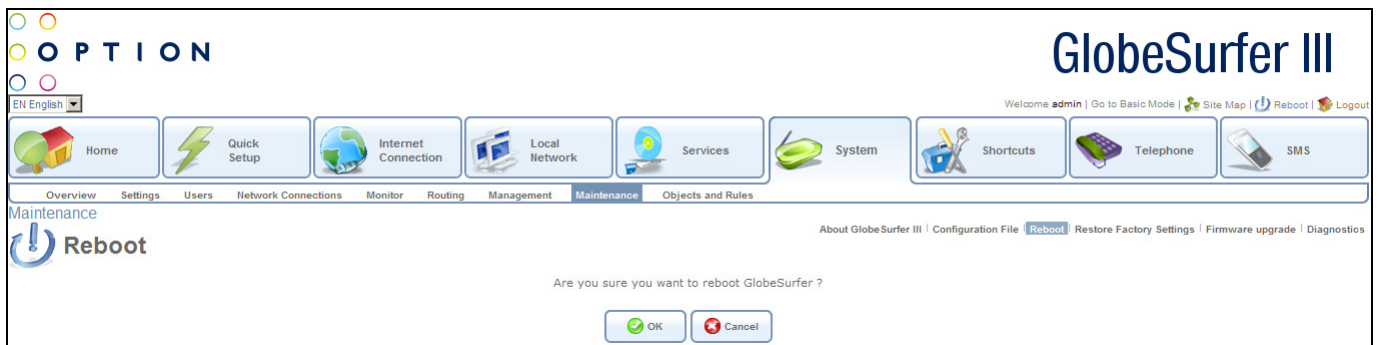 OPTION
GlobeSurfer III
EN English
Welcome admin | Go to Basic Mode | Site Map | Reboot | Logout
Home
Quick Setup
Internet Connection
Local Network
Services
System
Shortcuts
Telephone
SMS
Overview Settings Users Network Connections Monitor Routing Management Maintenance Objects and Rules
Maintenance
Reboot
About GlobeSurfer III | Configuration File | Reboot | Restore Factory Settings | Firmware upgrade | Diagnostics
Are you sure you want to reboot GlobeSurfer ?
OK
Cancel